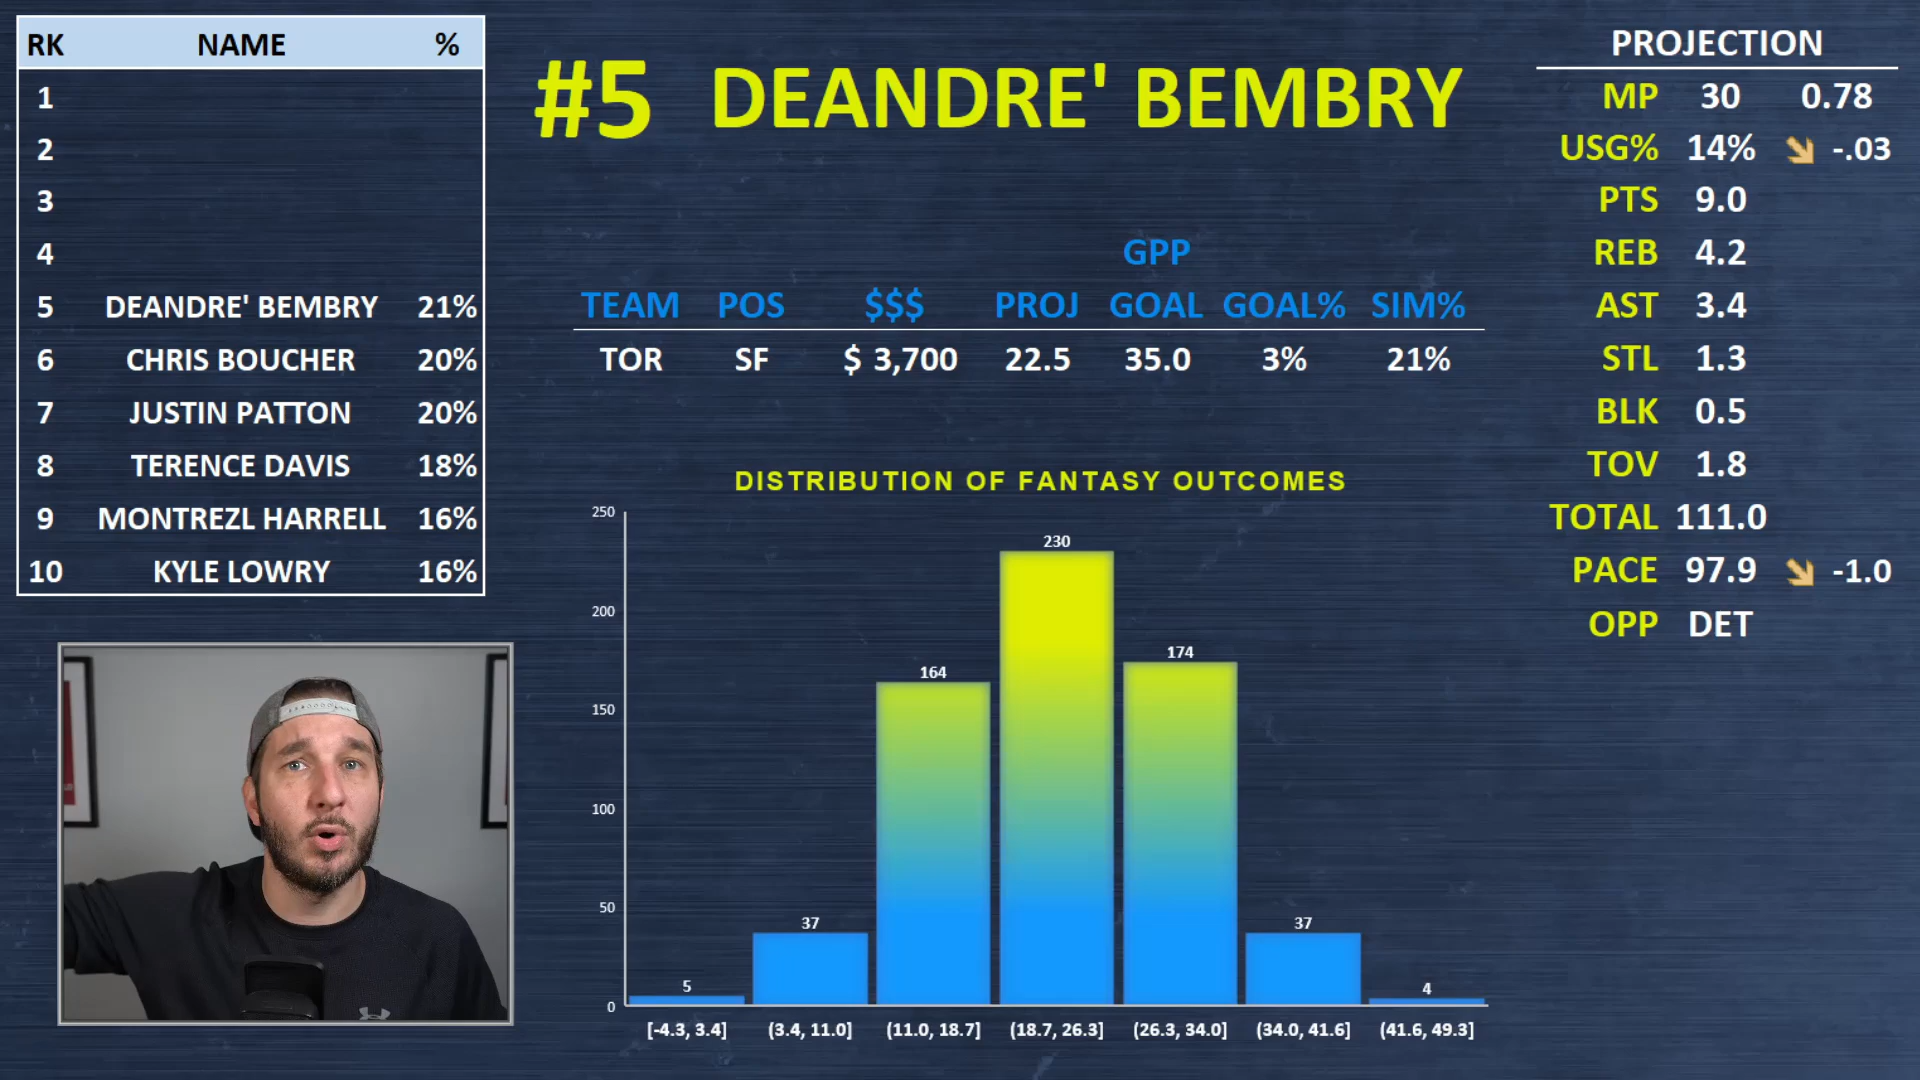 RK NAME %
1
2
3
4
5 DEANDRE' BEMBRY 21%
6 CHRIS BOUCHER 20%
7 JUSTIN PATTON 20%
8 TERENCE DAVIS 18%
9 MONTREZL HARRELL 16%
10 KYLE LOWRY 16%
#5 DEANDRE' BEMBRY
GPP
TEAM POS $$$ PROJ GOAL GOAL% SIM%
TOR SF $ 3,700 22.5 35.0 3% 21%
DISTRIBUTION OF FANTASY OUTCOMES
250
200
150
100
50
0
5
37
164
230
174
37
4
[-4.3, 3.4] (3.4, 11.0] (11.0, 18.7] (18.7, 26.3] (26.3, 34.0] (34.0, 41.6] (41.6, 49.3]
PROJECTION
MP 30 0.78
USG% 14% -.03
PTS 9.0
REB 4.2
AST 3.4
STL 1.3
BLK 0.5
TOV 1.8
TOTAL 111.0
PACE 97.9 -1.0
OPP DET